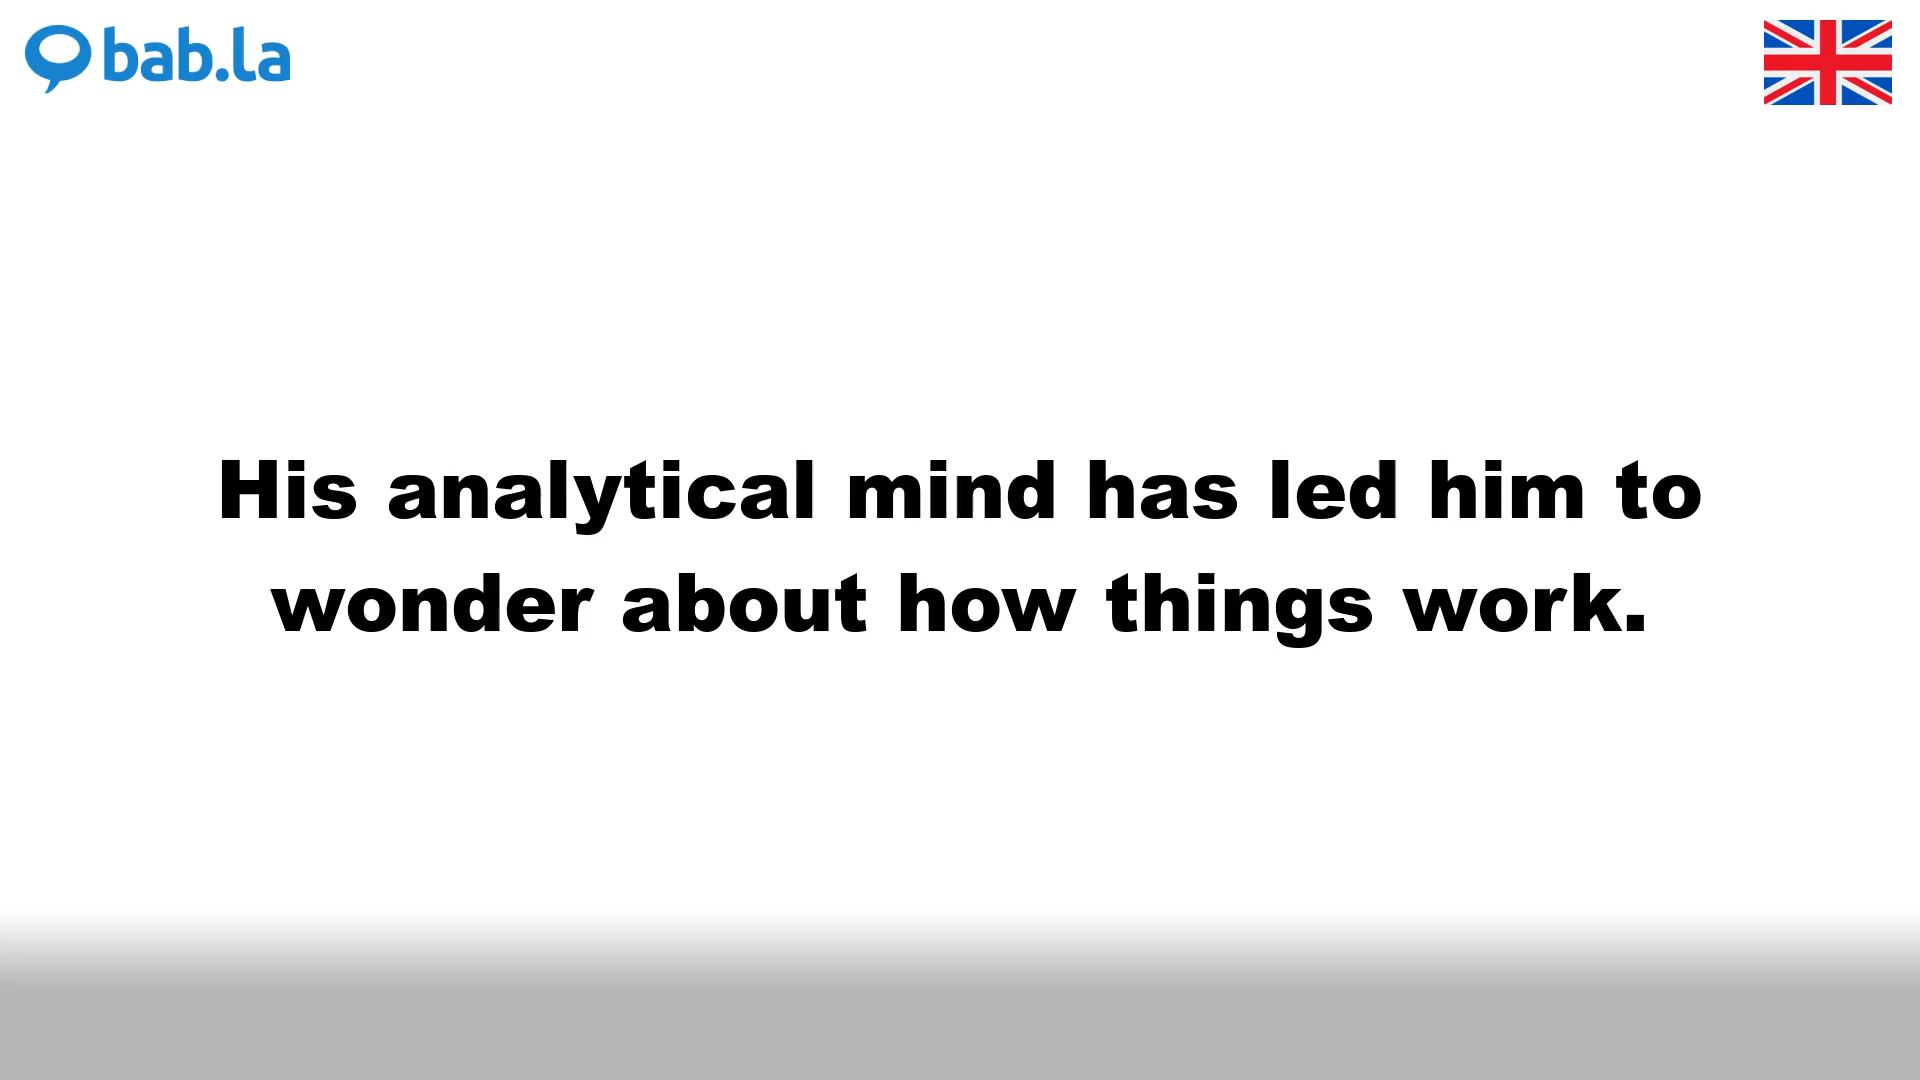 bab.la
His analytical mind has led him to
wonder about how things work.